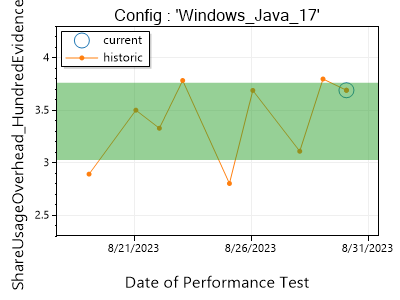 Config : 'Windows_Java_17'
ShareUsageOverhead_HundredEvidence
current
historic
4
3.5
3
2.5
8/21/2023
8/26/2023
8/31/2023
Date of Performance Test